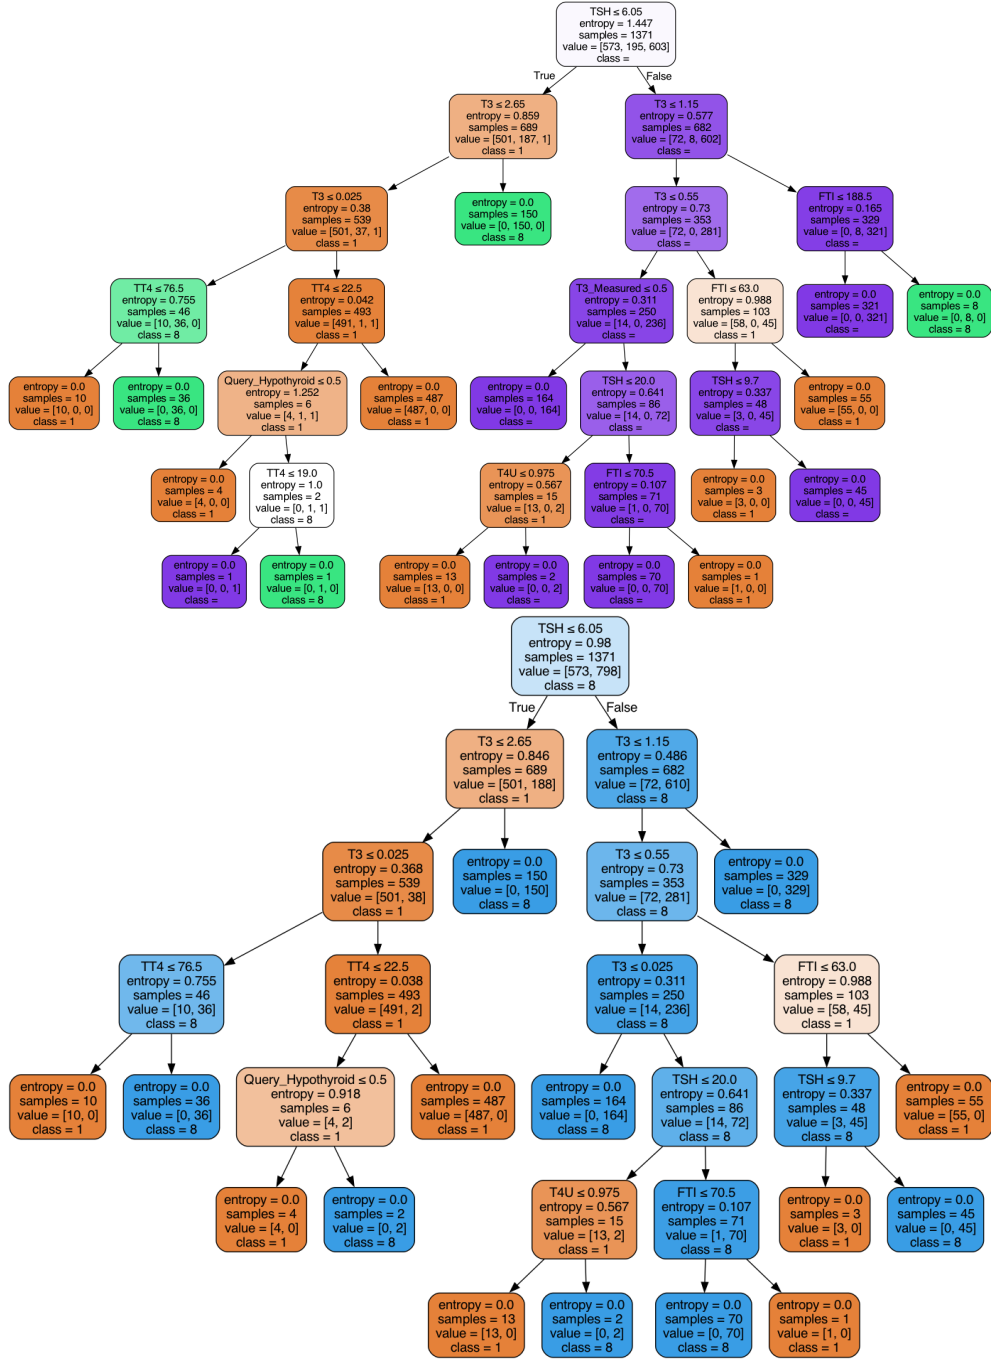 TSH ≤ 6.05
entropy = 1.447
samples = 1371
value = [573, 195, 603]
class =
True
False
T3 ≤ 2.65
entropy = 0.859
samples = 689
value = [501, 187, 1]
class = 1
T3 ≤ 1.15
entropy = 0.577
samples = 682
value = [72, 8, 602]
class =
T3 ≤ 0.025
entropy = 0.38
samples = 539
value = [501, 37, 1]
class = 1
entropy = 0.0
samples = 150
value = [0, 150, 0]
class = 8
T3 ≤ 0.55
entropy = 0.73
samples = 353
value = [72, 0, 281]
class =
FTI ≤ 188.5
entropy = 0.165
samples = 329
value = [0, 8, 321]
class =
TT4 ≤ 76.5
entropy = 0.755
samples = 46
value = [10, 36, 0]
class = 8
TT4 ≤ 22.5
entropy = 0.042
samples = 493
value = [491, 1, 1]
class = 1
T3_Measured ≤ 0.5
entropy = 0.311
samples = 250
value = [14, 0, 236]
class =
FTI ≤ 63.0
entropy = 0.988
samples = 103
value = [58, 0, 45]
class = 1
entropy = 0.0
samples = 321
value = [0, 0, 321]
class =
entropy = 0.0
samples = 8
value = [0, 8, 0]
class = 8
entropy = 0.0
samples = 10
value = [10, 0, 0]
class = 1
entropy = 0.0
samples = 36
value = [0, 36, 0]
class = 8
Query_Hypothyroid ≤ 0.5
entropy = 1.252
samples = 6
value = [4, 1, 1]
class = 1
entropy = 0.0
samples = 487
value = [487, 0, 0]
class = 1
entropy = 0.0
samples = 164
value = [0, 0, 164]
class =
TSH ≤ 20.0
entropy = 0.641
samples = 86
value = [14, 0, 72]
class =
TSH ≤ 9.7
entropy = 0.337
samples = 48
value = [3, 0, 45]
class =
entropy = 0.0
samples = 55
value = [55, 0, 0]
class = 1
entropy = 0.0
samples = 4
value = [4, 0, 0]
class = 1
TT4 ≤ 19.0
entropy = 1.0
samples = 2
value = [0, 1, 1]
class = 8
T4U ≤ 0.975
entropy = 0.567
samples = 15
value = [13, 0, 2]
class = 1
FTI ≤ 70.5
entropy = 0.107
samples = 71
value = [1, 0, 70]
class =
entropy = 0.0
samples = 3
value = [3, 0, 0]
class = 1
entropy = 0.0
samples = 45
value = [0, 0, 45]
class =
entropy = 0.0
samples = 1
value = [0, 0, 1]
class =
entropy = 0.0
samples = 1
value = [0, 1, 0]
class = 8
entropy = 0.0
samples = 13
value = [13, 0, 0]
class = 1
entropy = 0.0
samples = 2
value = [0, 0, 2]
class =
entropy = 0.0
samples = 70
value = [0, 0, 70]
class =
entropy = 0.0
samples = 1
value = [1, 0, 0]
class = 1
TSH ≤ 6.05
entropy = 0.98
samples = 1371
value = [573, 798]
class = 8
True
False
T3 ≤ 2.65
entropy = 0.846
samples = 689
value = [501, 188]
class = 1
T3 ≤ 1.15
entropy = 0.486
samples = 682
value = [72, 610]
class = 8
T3 ≤ 0.025
entropy = 0.368
samples = 539
value = [501, 38]
class = 1
entropy = 0.0
samples = 150
value = [0, 150]
class = 8
T3 ≤ 0.55
entropy = 0.73
samples = 353
value = [72, 281]
class = 8
entropy = 0.0
samples = 329
value = [0, 329]
class = 8
TT4 ≤ 76.5
entropy = 0.755
samples = 46
value = [10, 36]
class = 8
TT4 ≤ 22.5
entropy = 0.038
samples = 493
value = [491, 2]
class = 1
T3 ≤ 0.025
entropy = 0.311
samples = 250
value = [14, 236]
class = 8
FTI ≤ 63.0
entropy = 0.988
samples = 103
value = [58, 45]
class = 1
entropy = 0.0
samples = 10
value = [10, 0]
class = 1
entropy = 0.0
samples = 36
value = [0, 36]
class = 8
Query_Hypothyroid ≤ 0.5
entropy = 0.918
samples = 6
value = [4, 2]
class = 1
entropy = 0.0
samples = 487
value = [487, 0]
class = 1
entropy = 0.0
samples = 164
value = [0, 164]
class = 8
TSH ≤ 20.0
entropy = 0.641
samples = 86
value = [14, 72]
class = 8
TSH ≤ 9.7
entropy = 0.337
samples = 48
value = [3, 45]
class = 8
entropy = 0.0
samples = 55
value = [55, 0]
class = 1
entropy = 0.0
samples = 4
value = [4, 0]
class = 1
entropy = 0.0
samples = 2
value = [0, 2]
class = 8
T4U ≤ 0.975
entropy = 0.567
samples = 15
value = [13, 2]
class = 1
FTI ≤ 70.5
entropy = 0.107
samples = 71
value = [1, 70]
class = 8
entropy = 0.0
samples = 3
value = [3, 0]
class = 1
entropy = 0.0
samples = 45
value = [0, 45]
class = 8
entropy = 0.0
samples = 13
value = [13, 0]
class = 1
entropy = 0.0
samples = 2
value = [0, 2]
class = 8
entropy = 0.0
samples = 70
value = [0, 70]
class = 8
entropy = 0.0
samples = 1
value = [1, 0]
class = 1